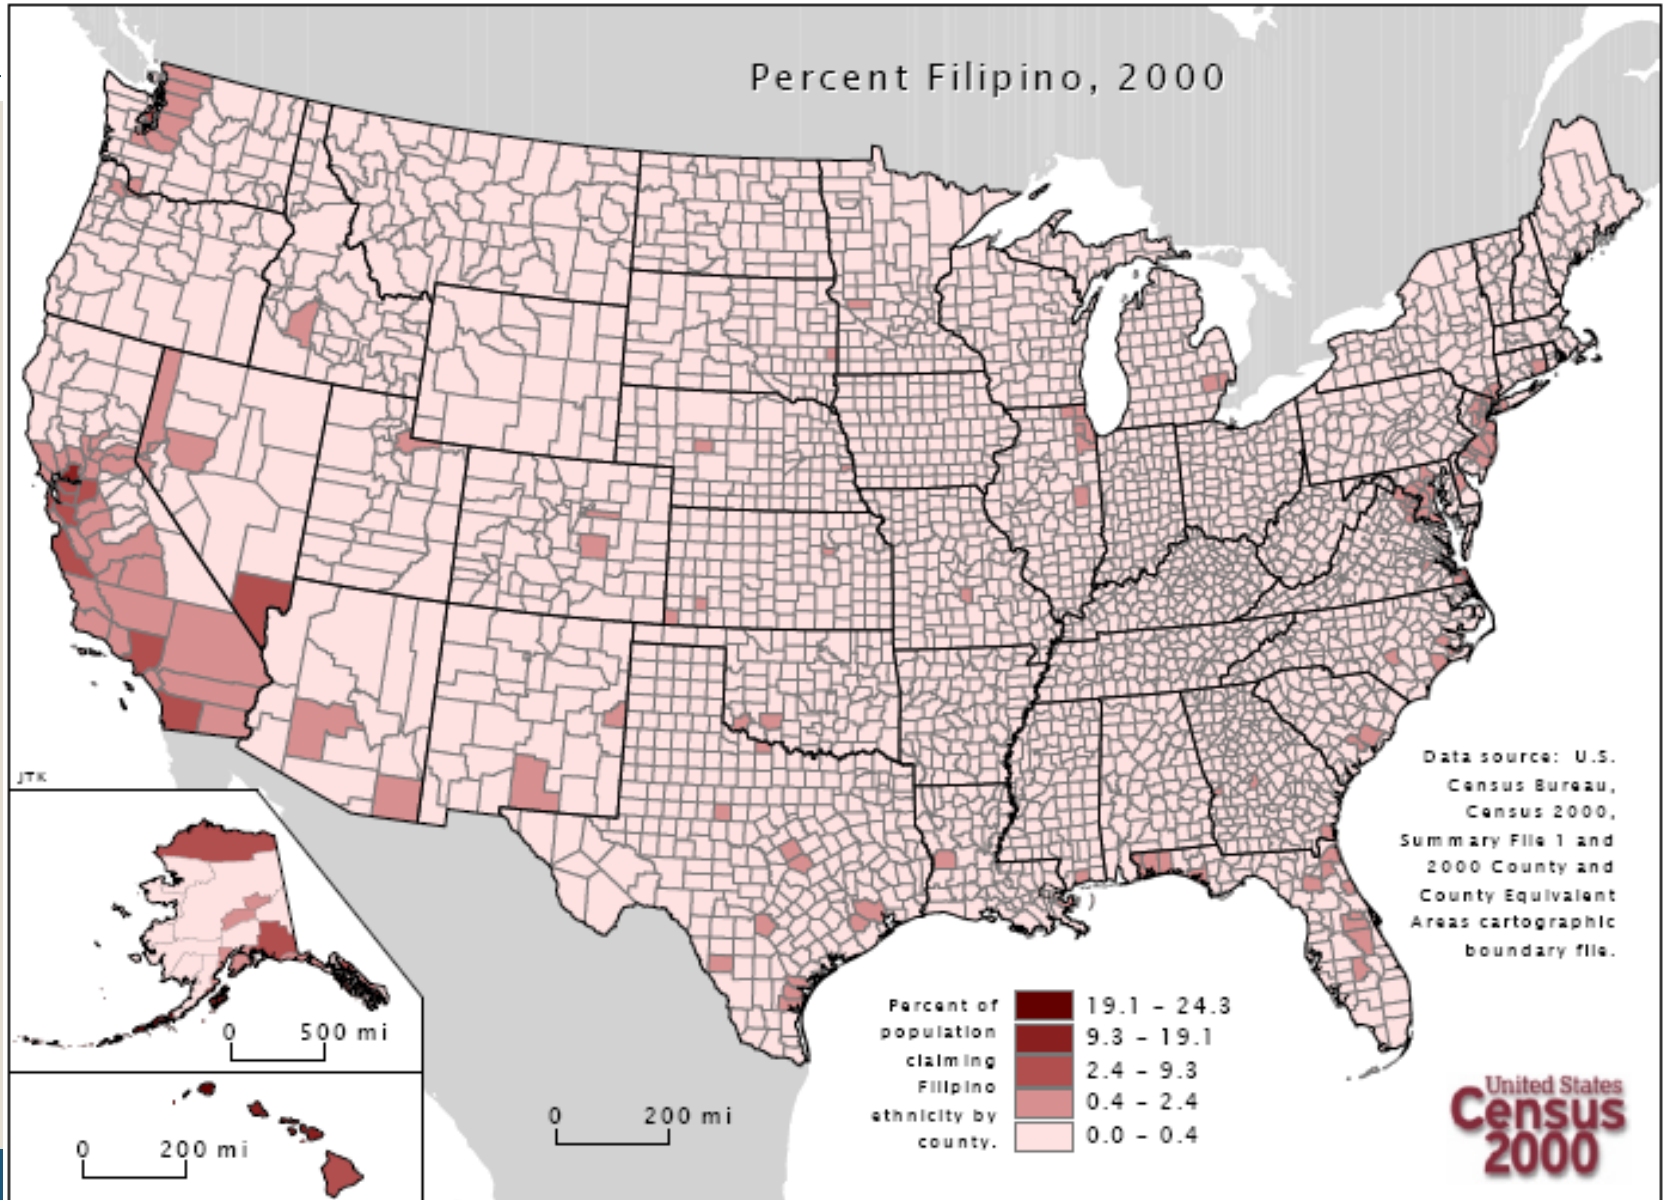 Percent Filipino, 2000
JTK
Data source: U.S.
Census Bureau,
Census 2000,
Summary File 1 and
2000 County and
County Equivalent
Areas cartographic
boundary file.
0 500 mi
0 200 mi
0 200 mi
Percent of
population
claiming
Filipino
ethnicity by
county.
19.1 - 24.3
9.3 - 19.1
2.4 - 9.3
0.4 - 2.4
0.0 - 0.4
United States
Census
2000